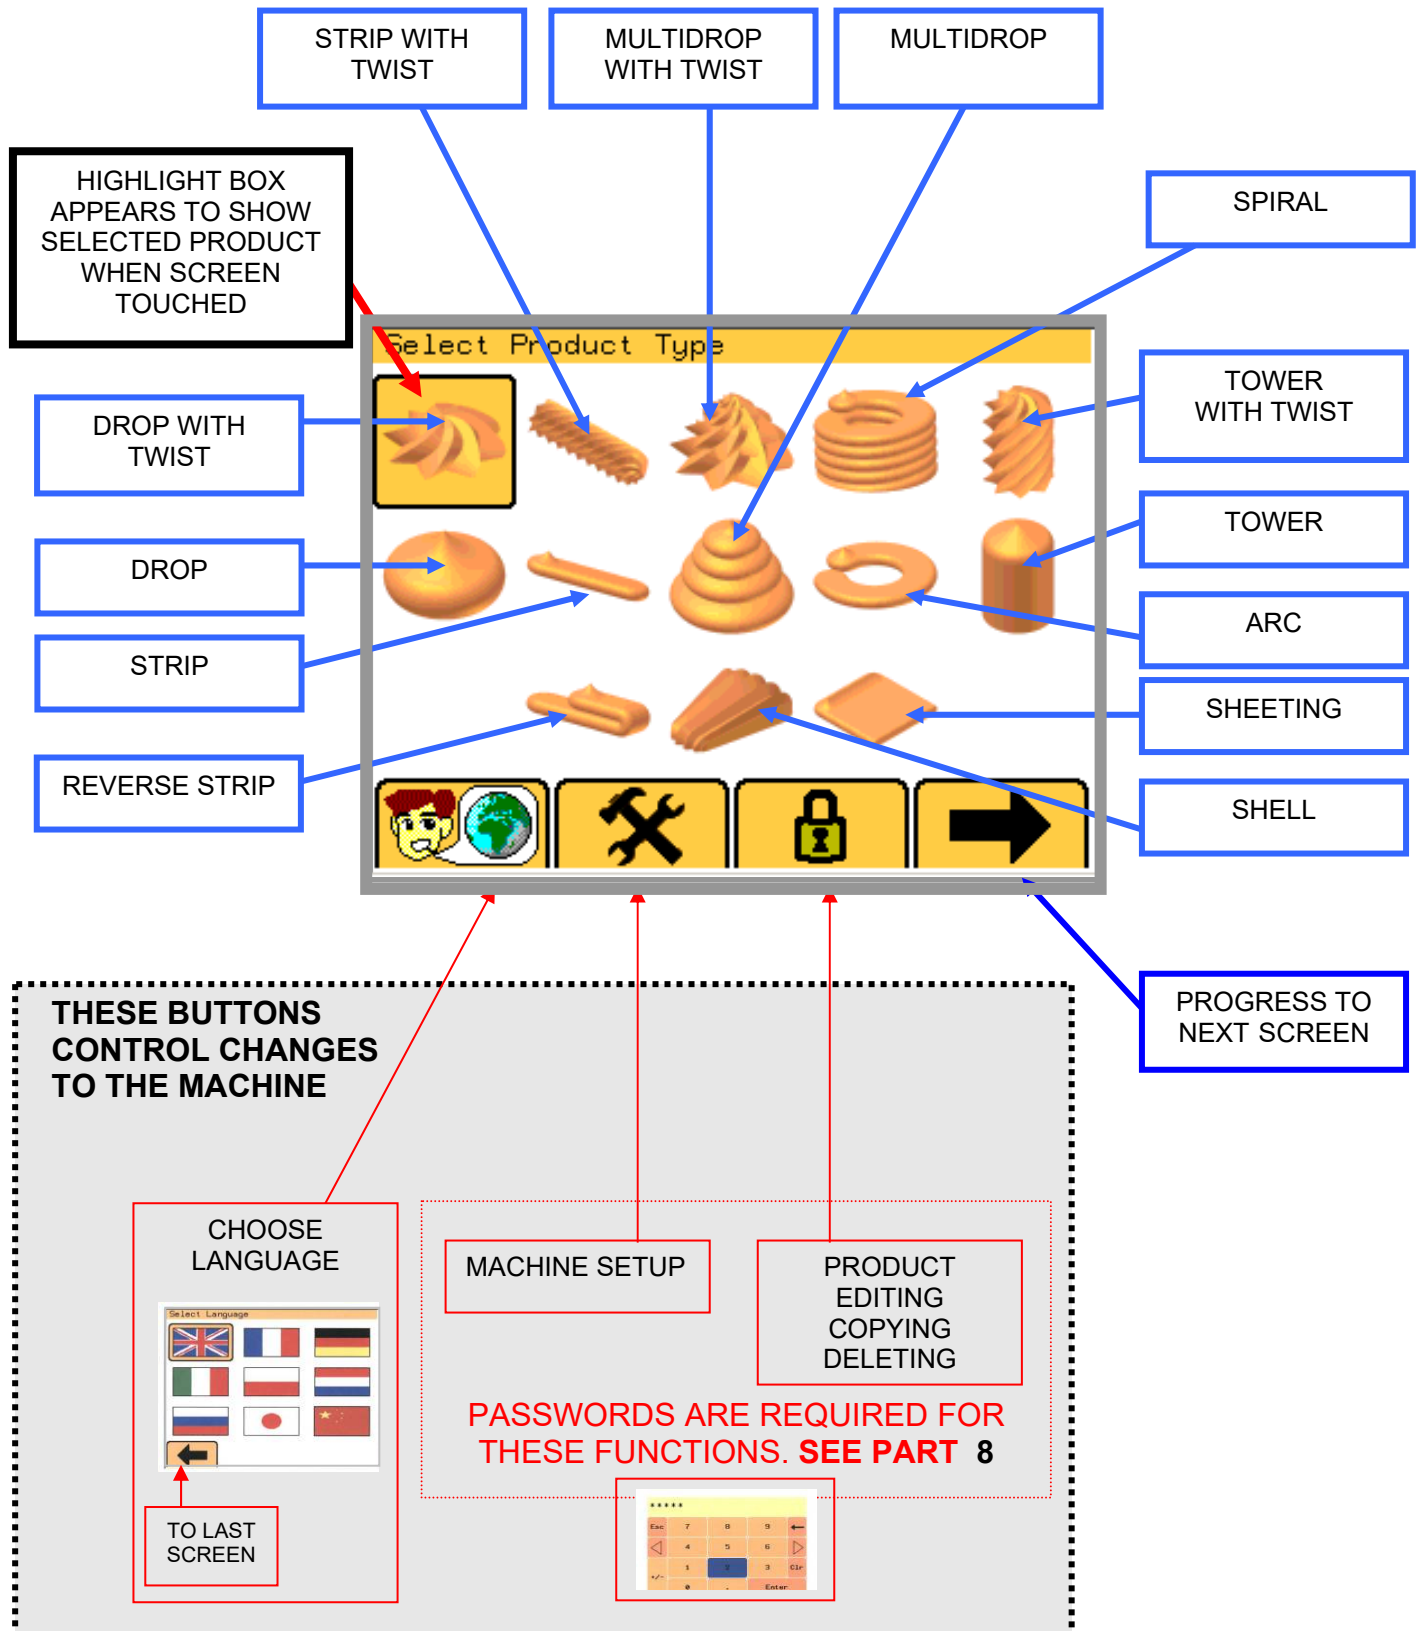 STRIP WITH
TWIST
MULTIDROP
WITH TWIST
MULTIDROP
HIGHLIGHT BOX
APPEARS TO SHOW
SELECTED PRODUCT
WHEN SCREEN
TOUCHED
SPIRAL
Select Product Type
TOWER
WITH TWIST
DROP WITH
TWIST
TOWER
DROP
ARC
STRIP
SHEETING
REVERSE STRIP
SHELL
PROGRESS TO
NEXT SCREEN
THESE BUTTONS
CONTROL CHANGES
TO THE MACHINE
CHOOSE
LANGUAGE
Select Language
TO LAST
SCREEN
MACHINE SETUP
PRODUCT
EDITING
COPYING
DELETING
PASSWORDS ARE REQUIRED FOR
THESE FUNCTIONS. SEE PART 8
*****
Esc 7 8 9
4 5 6
+/- 1 2 3 Clr
0 . Enter